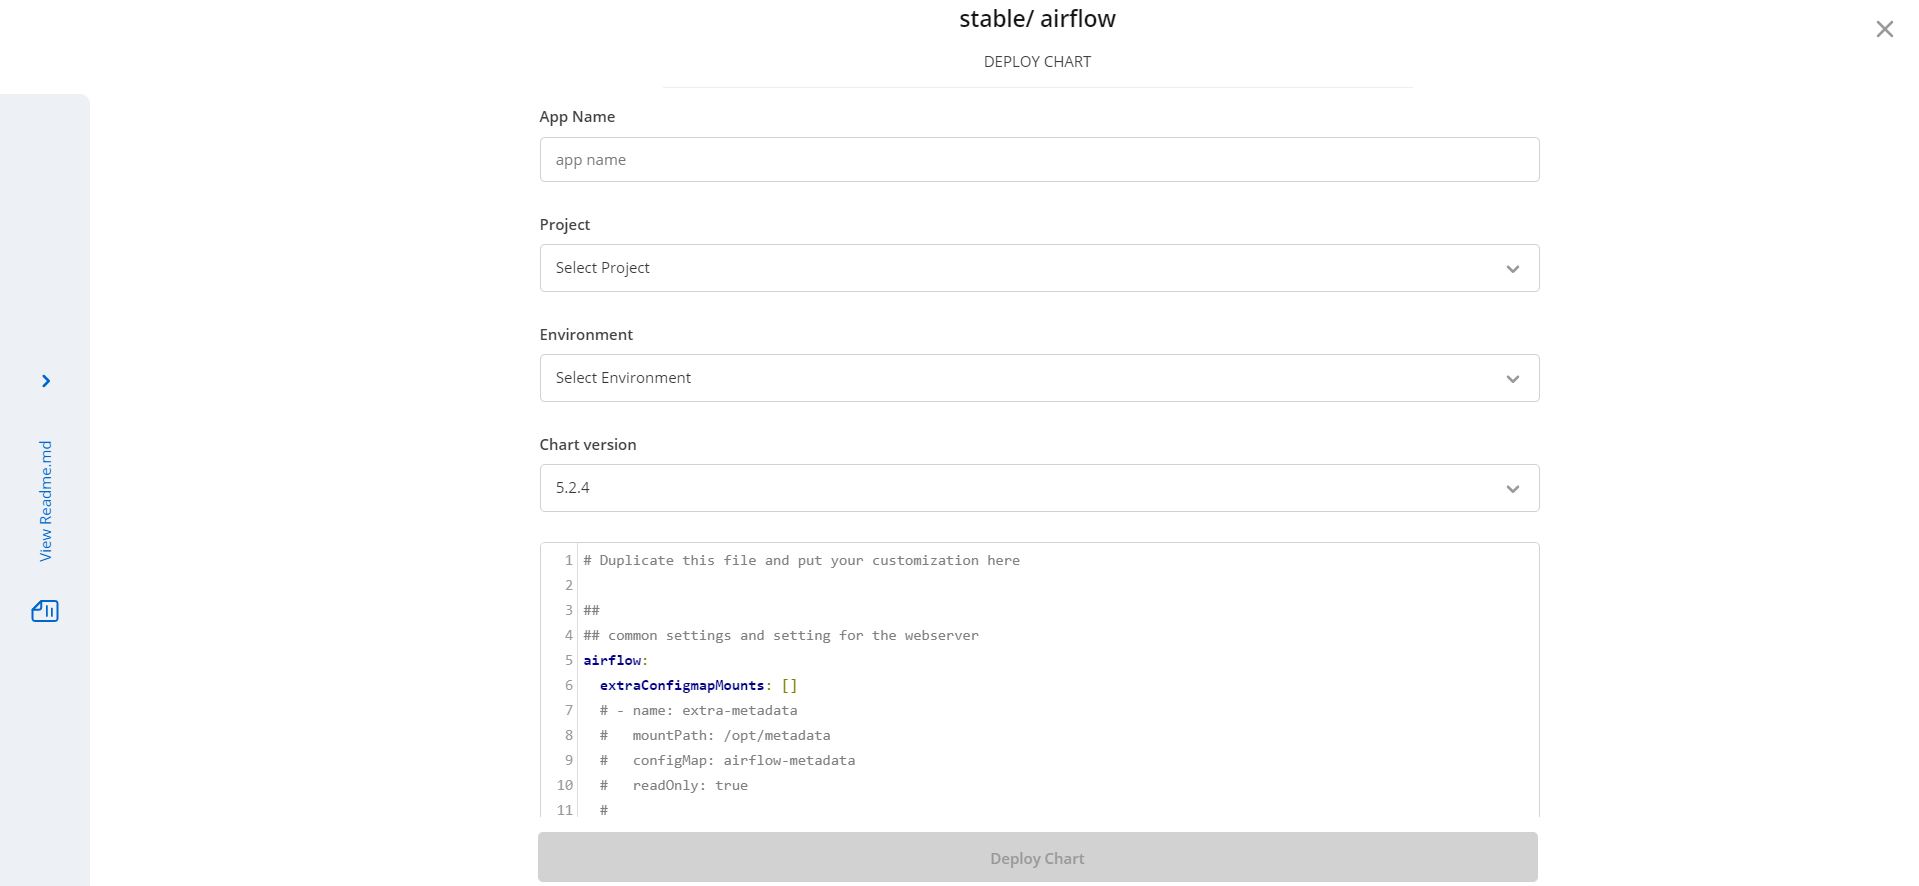 stable/ airflow
DEPLOY CHART
App Name
app name
Project
Select Project
Environment
Select Environment
Chart version
5.2.4
View Readme.md
1 # Duplicate this file and put your customization here
2
3 ##
4 ## common settings and setting for the webserver
5 airflow:
6   extraConfigmapMounts: []
7   # - name: extra-metadata
8   #   mountPath: /opt/metadata
9   #   configMap: airflow-metadata
10   #   readOnly: true
11   #
Deploy Chart